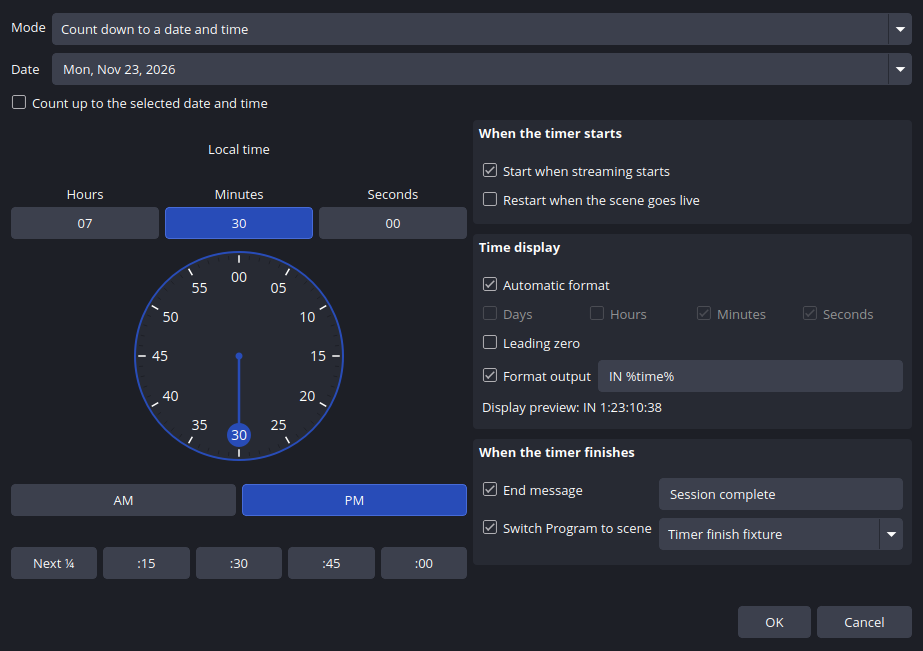 Mode
Count down to a date and time
Date
Mon, Nov 23, 2026
Count up to the selected date and time
Local time
Hours
Minutes
Seconds
07
30
00
00
05
10
15
20
25
30
35
40
45
50
55
AM
PM
Next ¼
:15
:30
:45
:00
When the timer starts
Start when streaming starts
Restart when the scene goes live
Time display
Automatic format
Days
Hours
Minutes
Seconds
Leading zero
Format output
IN %time%
Display preview: IN 1:23:10:38
When the timer finishes
End message
Session complete
Switch Program to scene
Timer finish fixture
OK
Cancel